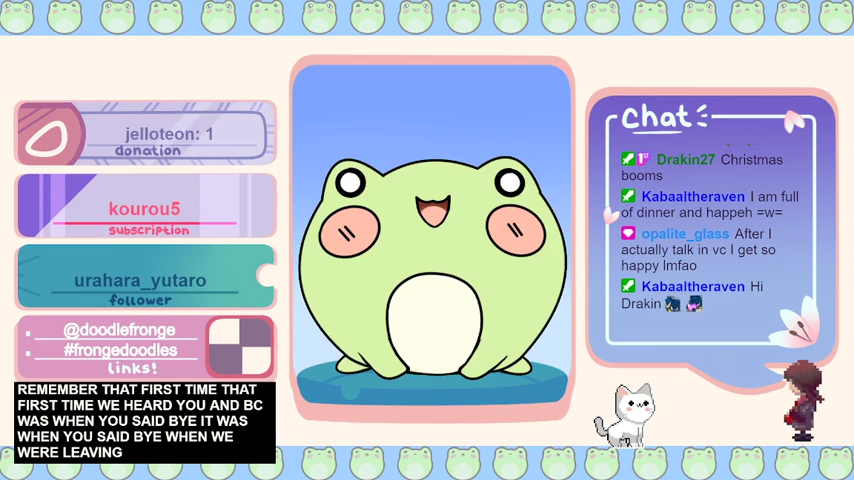 jelloteon: 1
donation
kourou5
subscription
urahara_yutaro
follower
@doodlefronge
#frongedoodles
links!
REMEMBER THAT FIRST TIME THAT
FIRST TIME WE HEARD YOU AND BC
WAS WHEN YOU SAID BYE IT WAS
WHEN YOU SAID BYE WHEN WE
WERE LEAVING
Chat
Drakin27 Christmas
booms
Kabaaltheraven I am full
of dinner and happeh =w=
opalite_glass After I
actually talk in vc I get so
happy lmfao
Kabaaltheraven Hi
Drakin